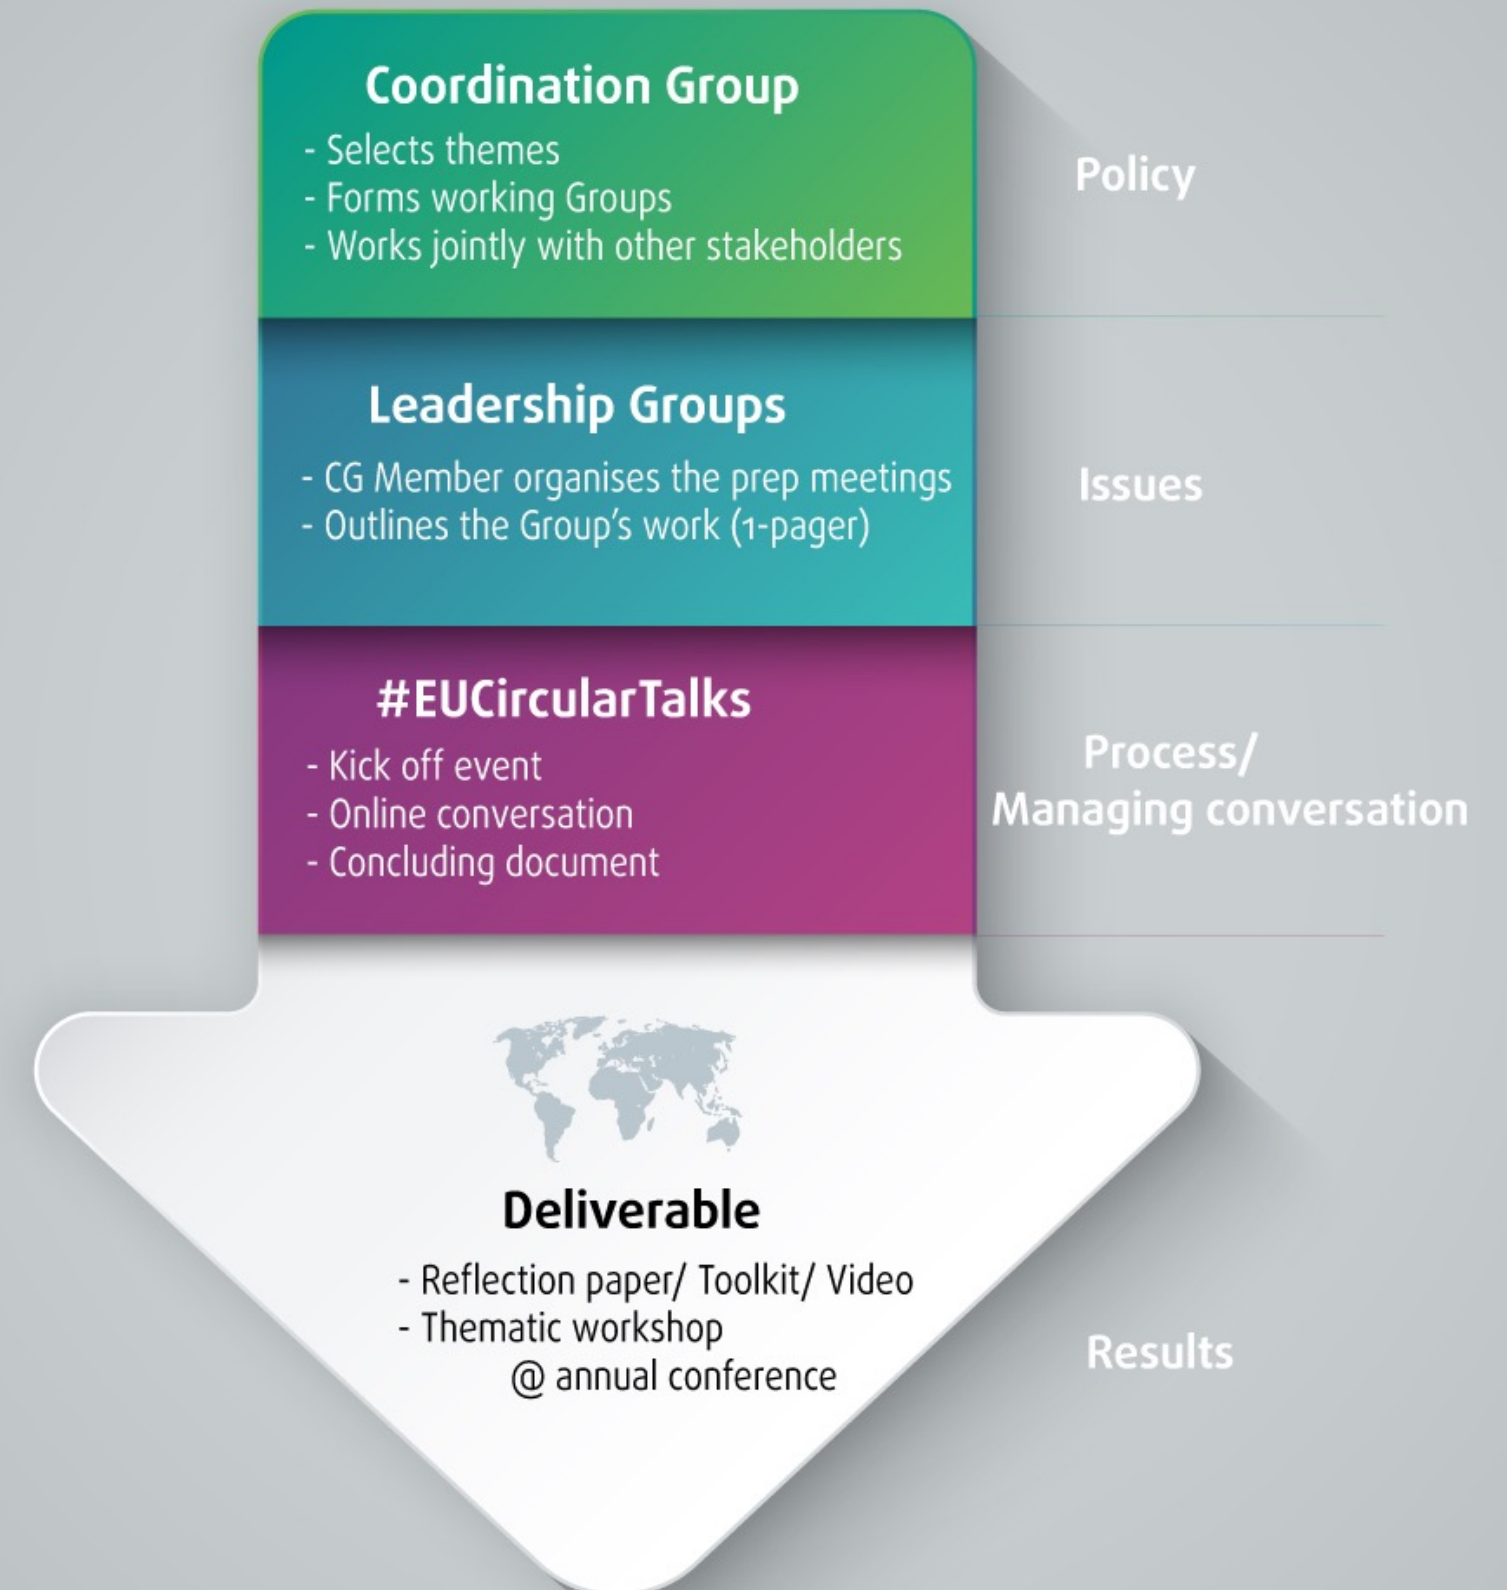 Coordination Group
- Selects themes
- Forms working Groups
- Works jointly with other stakeholders
Policy
Leadership Groups
- CG Member organises the prep meetings
- Outlines the Group's work (1-pager)
Issues
#EUCircularTalks
- Kick off event
- Online conversation
- Concluding document
Process/
Managing conversation
Deliverable
- Reflection paper/ Toolkit/ Video
- Thematic workshop
@ annual conference
Results